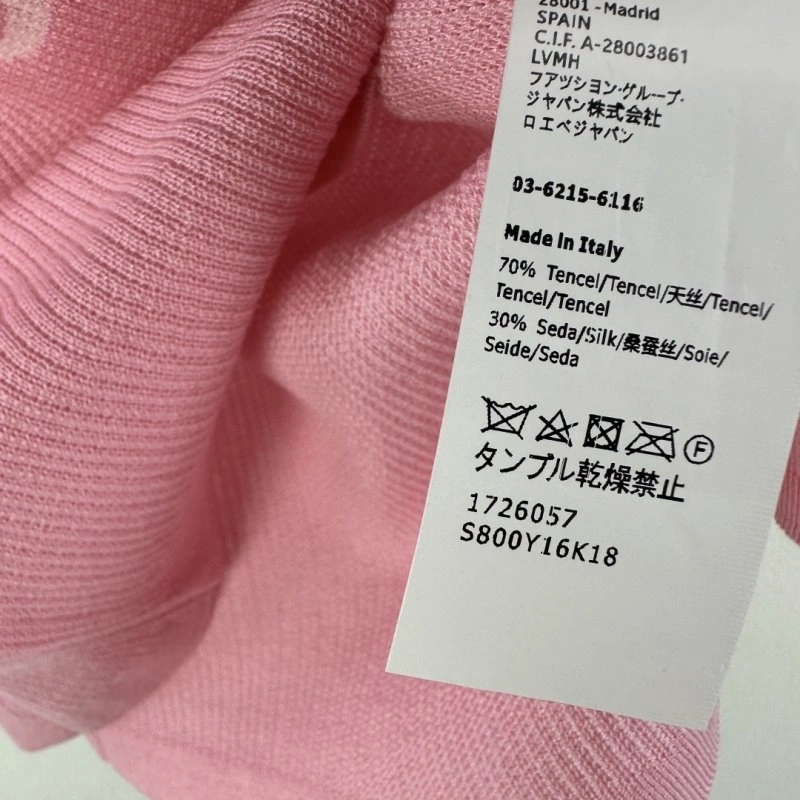 28001 -Madrid
SPAIN
C.I.F. A-28003861
LVMH
ファッション・グループ・
ジャパン株式会社
ロエベジャパン
03-6215-6116
Made in Italy
70% Tencel/Tencel/天丝/Tencel/
Tencel/Tencel
30% Seda/Silk/桑蚕丝/Soie/
Seide/Seda
F
タンブル乾燥禁止
1726057
S800Y16K18